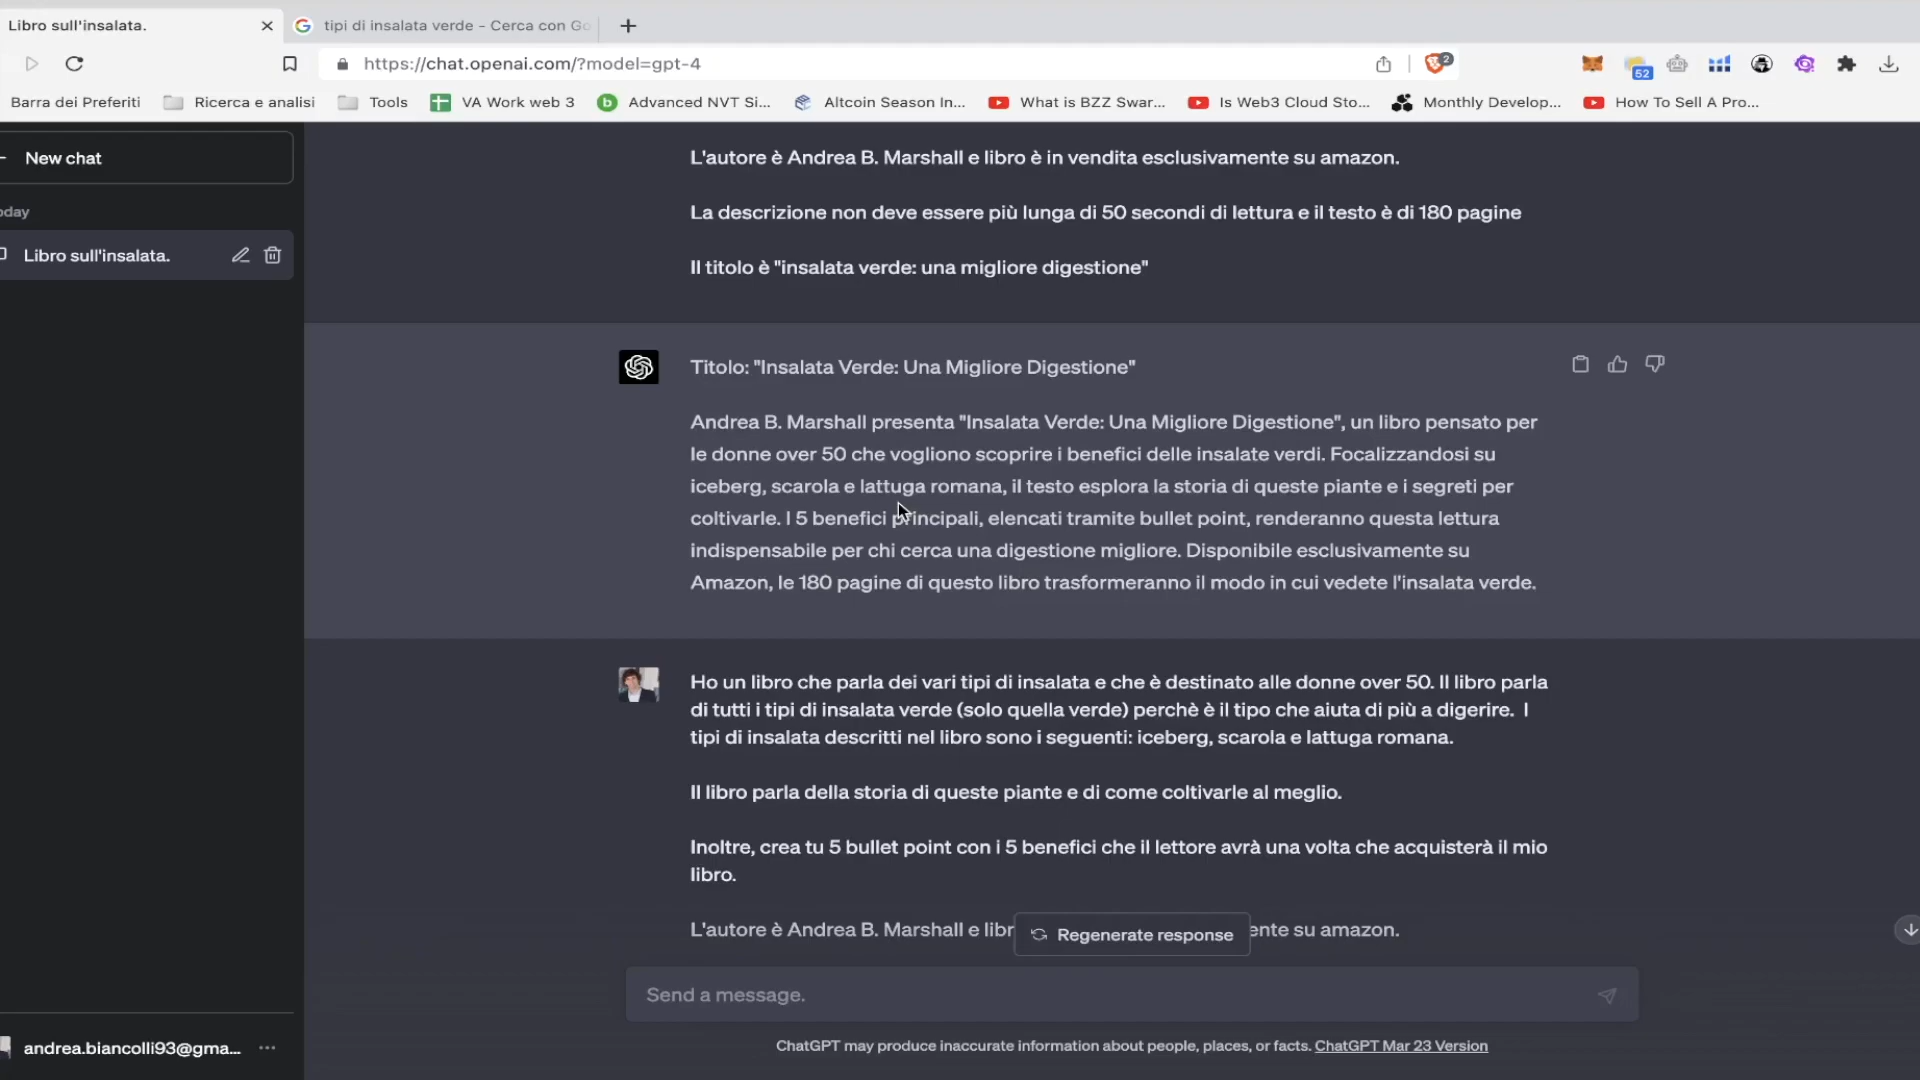 Libro sull'insalata.
tipi di insalata verde - Cerca con Go
https://chat.openai.com/?model=gpt-4
2
52
Barra dei Preferiti
Ricerca e analisi
Tools
VA Work web 3
Advanced NVT Si...
Altcoin Season In...
What is BZZ Swar...
Is Web3 Cloud Sto...
Monthly Develop...
How To Sell A Pro...
New chat
oday
Libro sull'insalata.
L'autore è Andrea B. Marshall e libro è in vendita esclusivamente su amazon.
La descrizione non deve essere più lunga di 50 secondi di lettura e il testo è di 180 pagine
Il titolo è "insalata verde: una migliore digestione"
Titolo: "Insalata Verde: Una Migliore Digestione"
Andrea B. Marshall presenta "Insalata Verde: Una Migliore Digestione", un libro pensato per
le donne over 50 che vogliono scoprire i benefici delle insalate verdi. Focalizzandosi su
iceberg, scarola e lattuga romana, il testo esplora la storia di queste piante e i segreti per
coltivarle. I 5 benefici principali, elencati tramite bullet point, renderanno questa lettura
indispensabile per chi cerca una digestione migliore. Disponibile esclusivamente su
Amazon, le 180 pagine di questo libro trasformeranno il modo in cui vedete l'insalata verde.
Ho un libro che parla dei vari tipi di insalata e che è destinato alle donne over 50. Il libro parla
di tutti i tipi di insalata verde (solo quella verde) perchè è il tipo che aiuta di più a digerire. I
tipi di insalata descritti nel libro sono i seguenti: iceberg, scarola e lattuga romana.
Il libro parla della storia di queste piante e di come coltivarle al meglio.
Inoltre, crea tu 5 bullet point con i 5 benefici che il lettore avrà una volta che acquisterà il mio
libro.
L'autore è Andrea B. Marshall e libr ente su amazon.
Regenerate response
Send a message.
ChatGPT may produce inaccurate information about people, places, or facts. ChatGPT Mar 23 Version
andrea.biancolli93@gma...